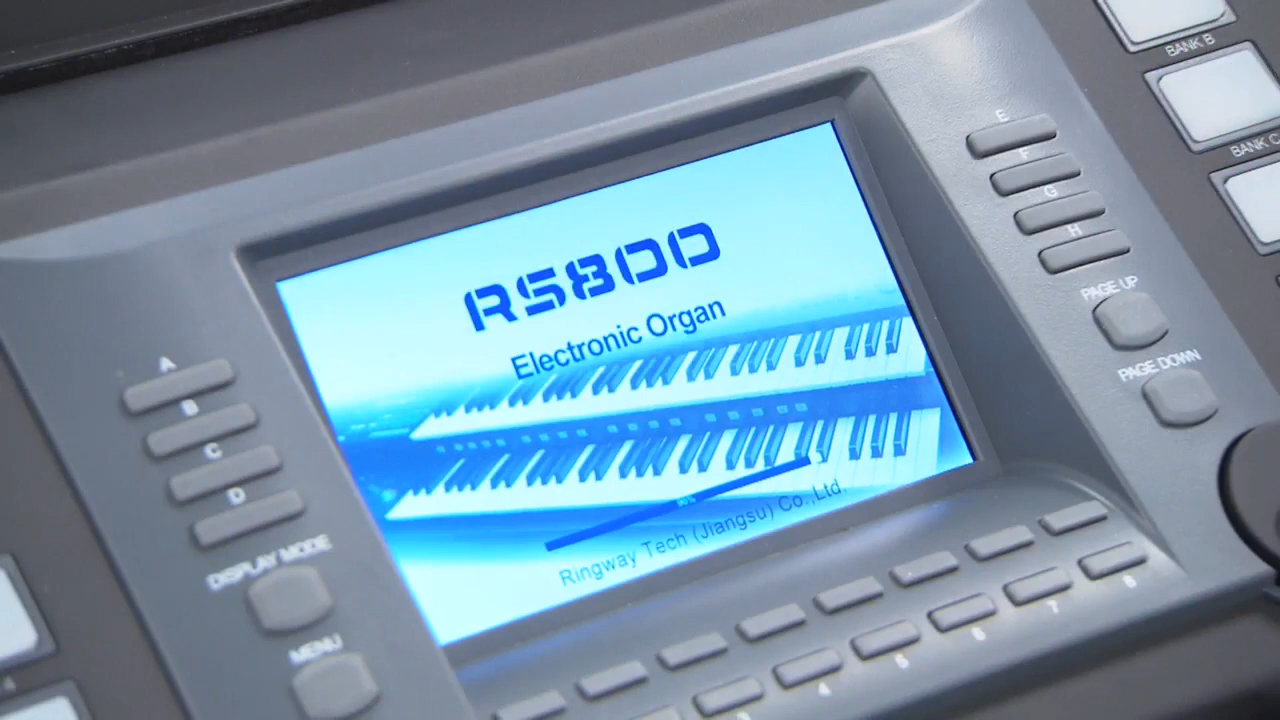 BANK B
BANK C
E
F
G
H
PAGE UP
PAGE DOWN
RS800
Electronic Organ
Ringway Tech (Jiangsu) Co.,Ltd.
A
B
C
D
DISPLAY MODE
MENU
4
5
6
7
8